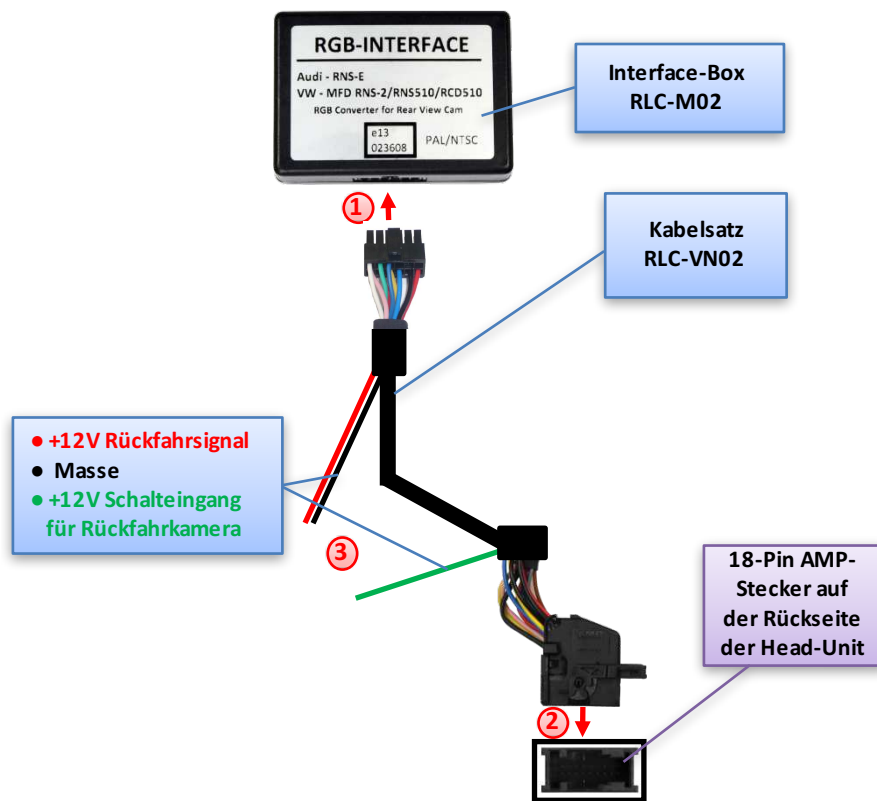 RGB-INTERFACE
Audi - RNS-E
VW - MFD RNS-2/RNS510/RCD510
RGB Converter for Rear View Cam
e13
023608
PAL/NTSC
Interface-Box
RLC-M02
1
Kabelsatz
RLC-VN02
● +12V Rückfahrsignal
● Masse
● +12V Schalteingang
für Rückfahrkamera
3
18-Pin AMP-
Stecker auf
der Rückseite
der Head-Unit
2